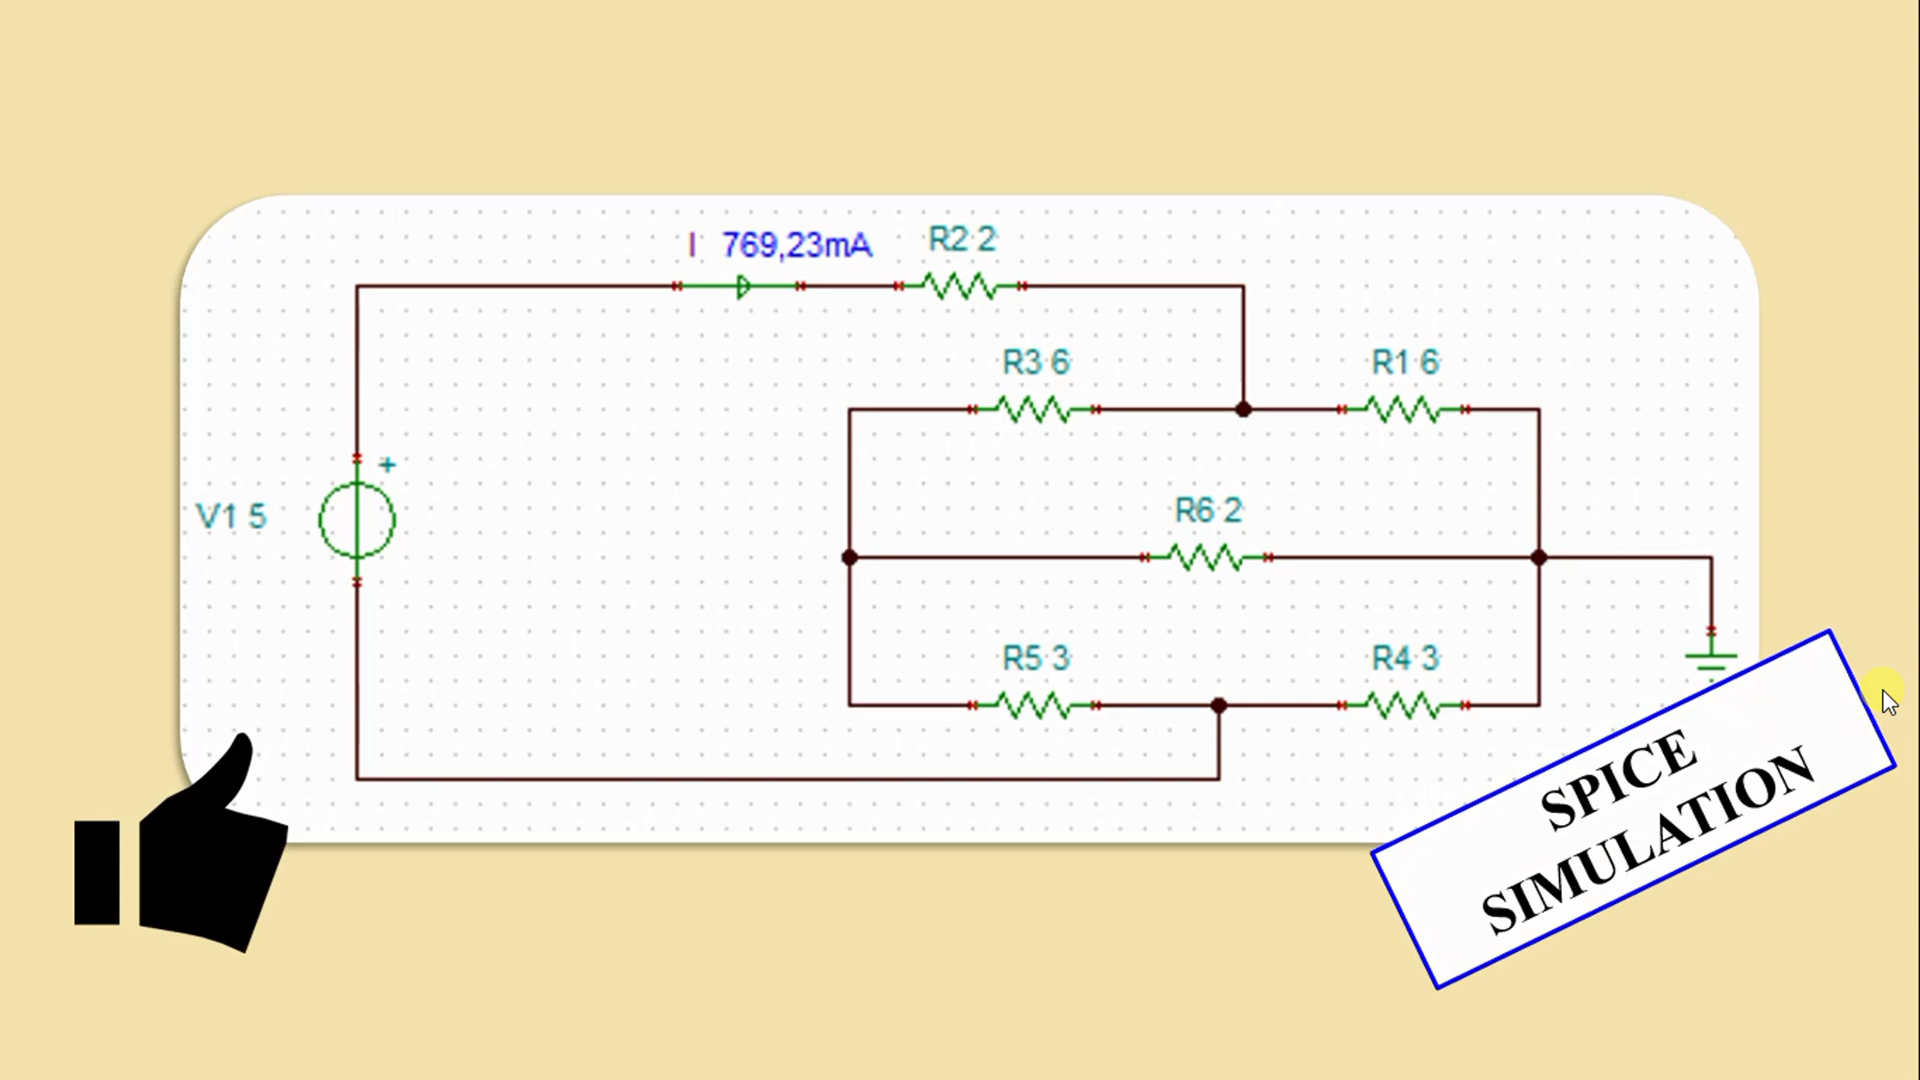 I 769,23mA R2 2
R3 6 R1 6
+
V1 5 R6 2
R5 3 R4 3
SPICE
SIMULATION